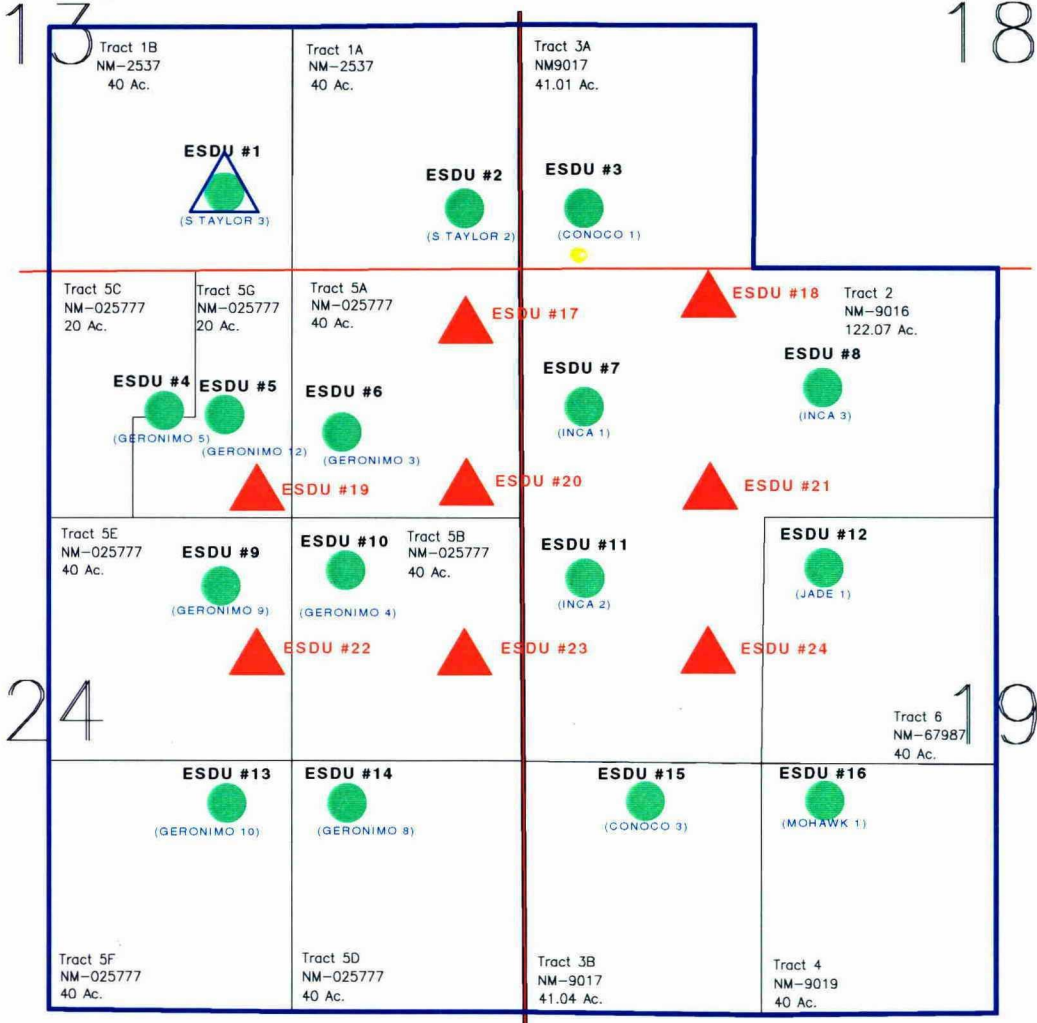 13
18
Tract 1B
NM-2537
40 Ac.
Tract 1A
NM-2537
40 Ac.
Tract 3A
NM9017
41.01 Ac.
ESDU #1
(S TAYLOR 3)
ESDU #2
(S TAYLOR 2)
ESDU #3
(CONOCO 1)
Tract 5C
NM-025777
20 Ac.
Tract 5G
NM-025777
20 Ac.
Tract 5A
NM-025777
40 Ac.
ESDU #17
ESDU #18
Tract 2
NM-9016
122.07 Ac.
ESDU #4
(GERONIMO 5)
ESDU #5
(GERONIMO 12)
ESDU #6
(GERONIMO 3)
ESDU #7
(INCA 1)
ESDU #8
(INCA 3)
ESDU #19
ESDU #20
ESDU #21
Tract 5E
NM-025777
40 Ac.
ESDU #9
(GERONIMO 9)
ESDU #10
(GERONIMO 4)
Tract 5B
NM-025777
40 Ac.
ESDU #11
(INCA 2)
ESDU #12
(JADE 1)
ESDU #22
ESDU #23
ESDU #24
24
19
Tract 6
NM-67987
40 Ac.
ESDU #13
(GERONIMO 10)
ESDU #14
(GERONIMO 8)
ESDU #15
(CONOCO 3)
ESDU #16
(MOHAWK 1)
Tract 5F
NM-025777
40 Ac.
Tract 5D
NM-025777
40 Ac.
Tract 3B
NM-9017
41.04 Ac.
Tract 4
NM-9019
40 Ac.